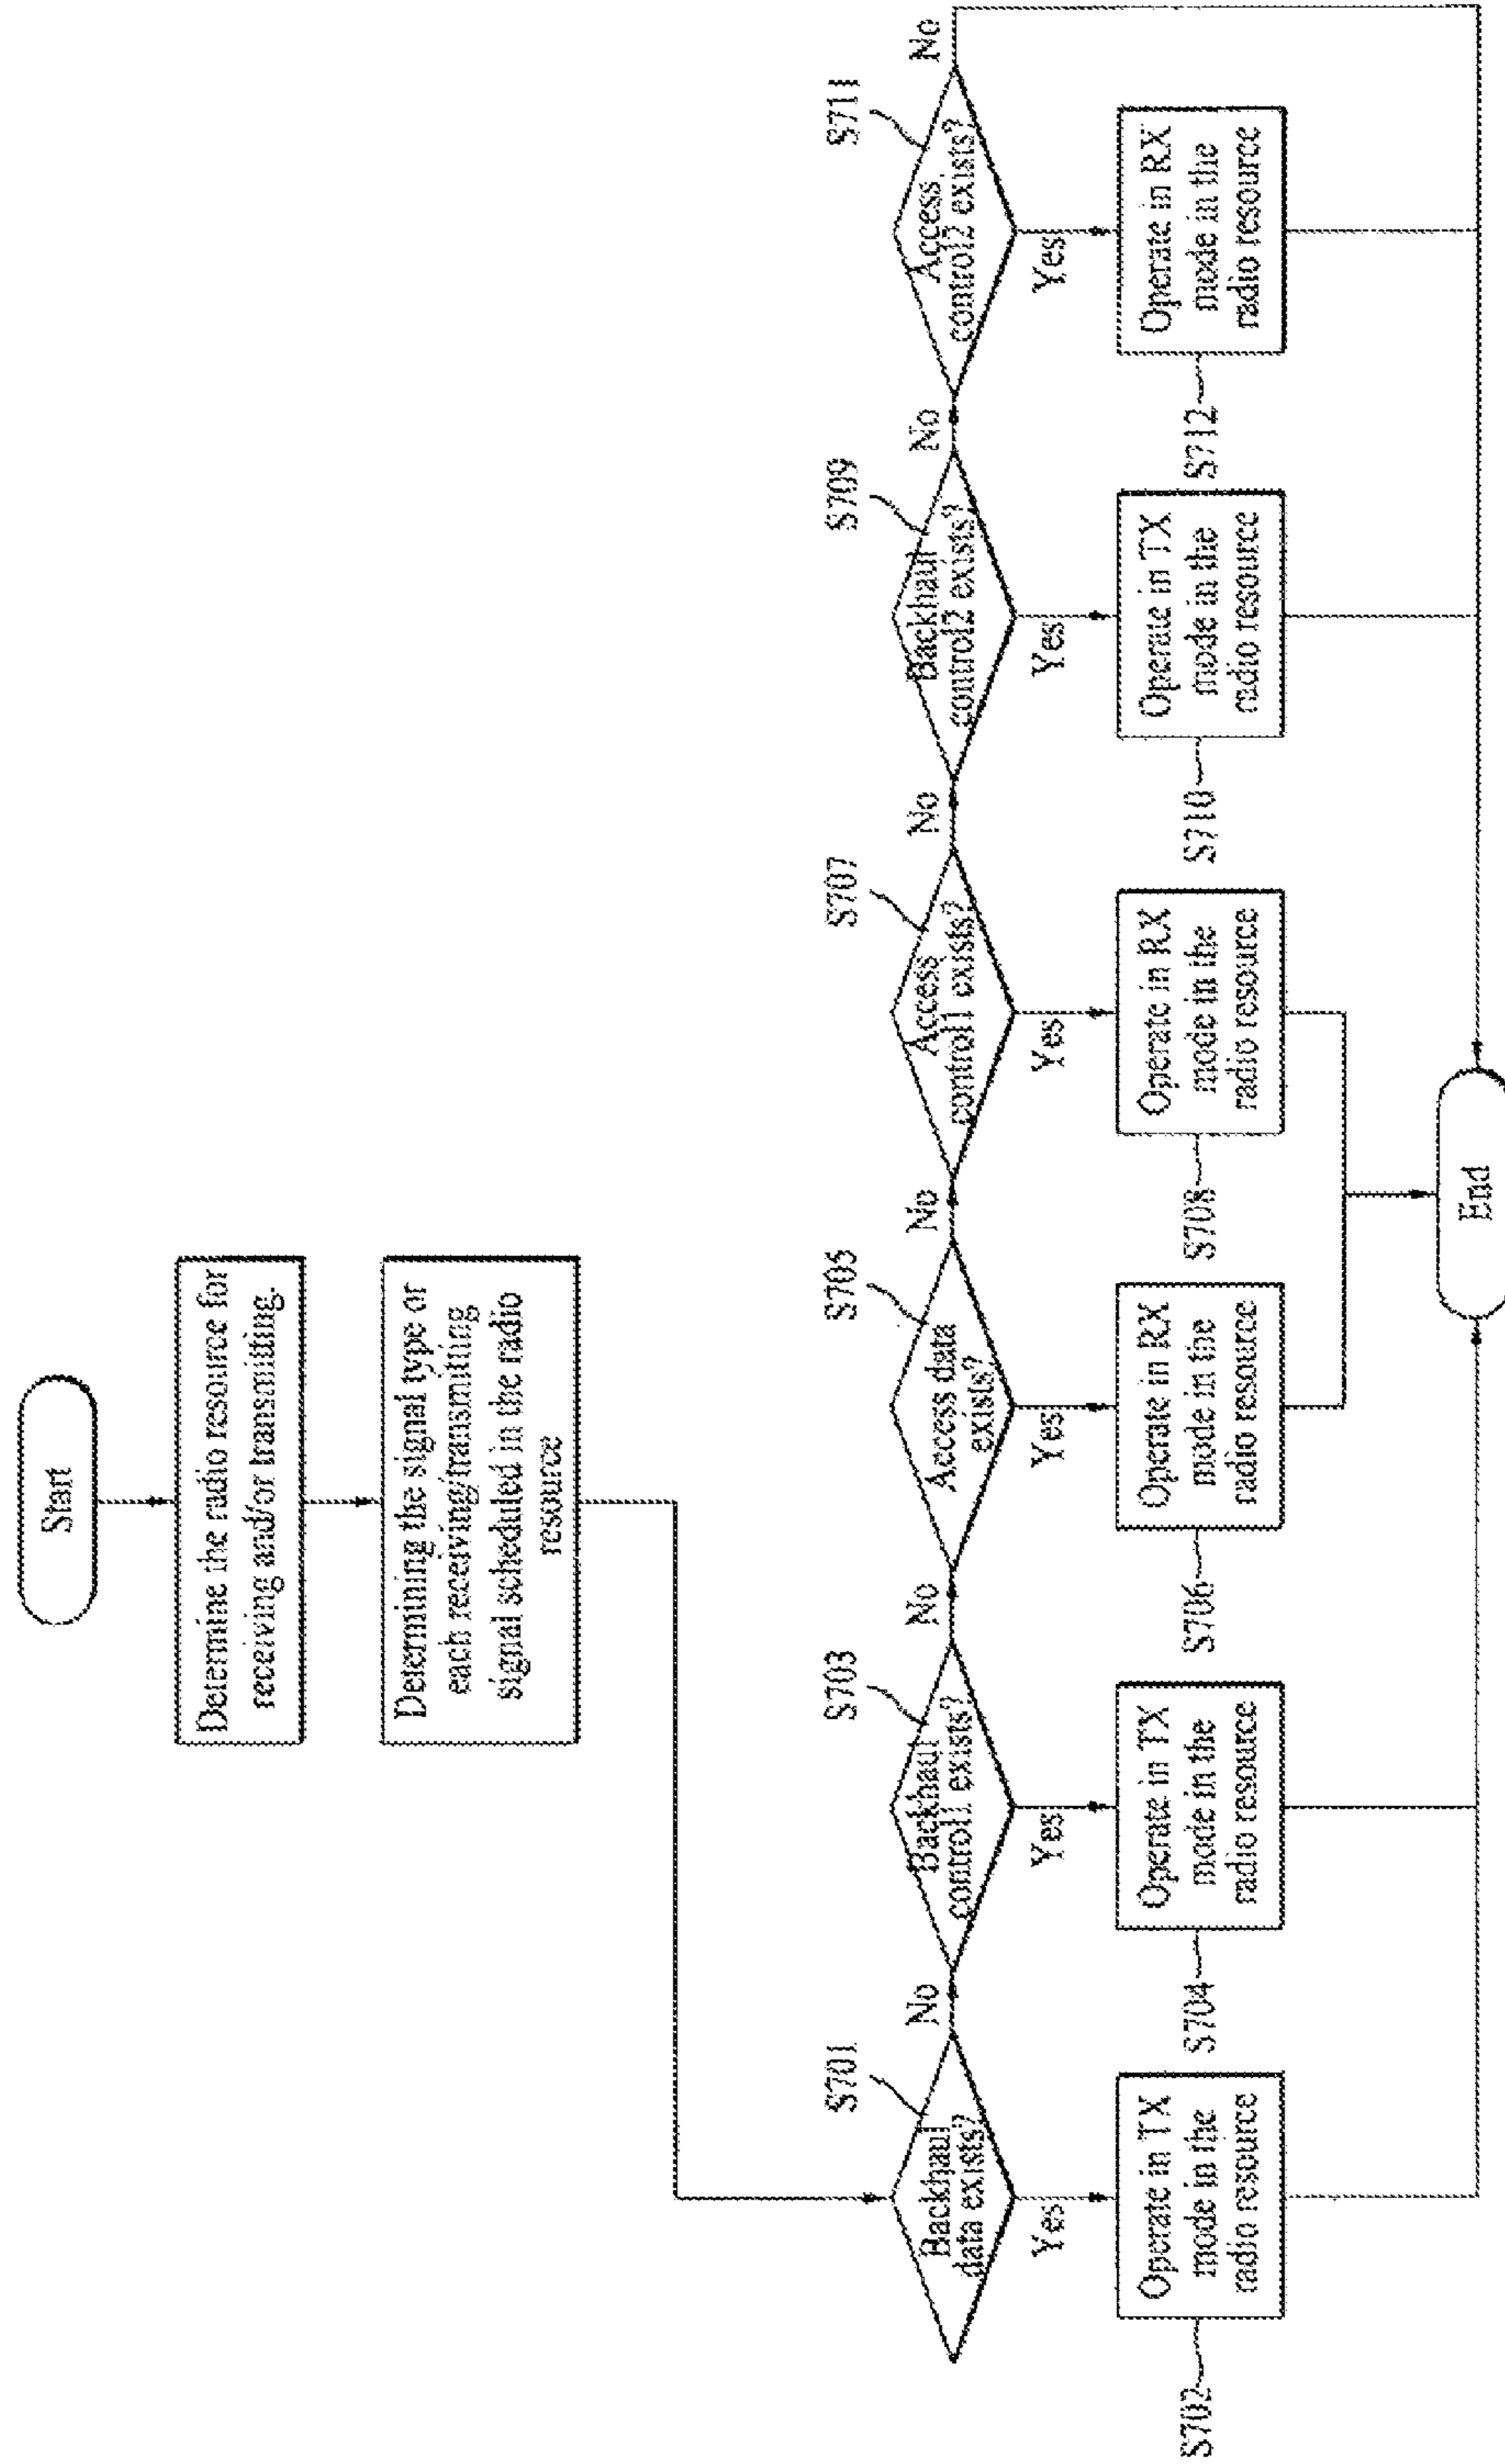 Start
Determine the radio resource for
receiving and/or transmitting.
Determining the signal type or
each receiving/transmitting
signal scheduled in the radio
resource
S701
Backhaul
data exists?
No
Yes
S702
Operate in TX
mode in the
radio resource
S703
Backhaul
control1 exists?
No
Yes
S704
Operate in TX
mode in the
radio resource
S705
Access data
exists?
No
Yes
S706
Operate in RX
mode in the
radio resource
S707
Access
control1 exists?
No
Yes
S708
Operate in RX
mode in the
radio resource
S709
Backhaul
control2 exists?
No
Yes
S710
Operate in TX
mode in the
radio resource
S711
Access
control2 exists?
No
Yes
S712
Operate in RX
mode in the
radio resource
End